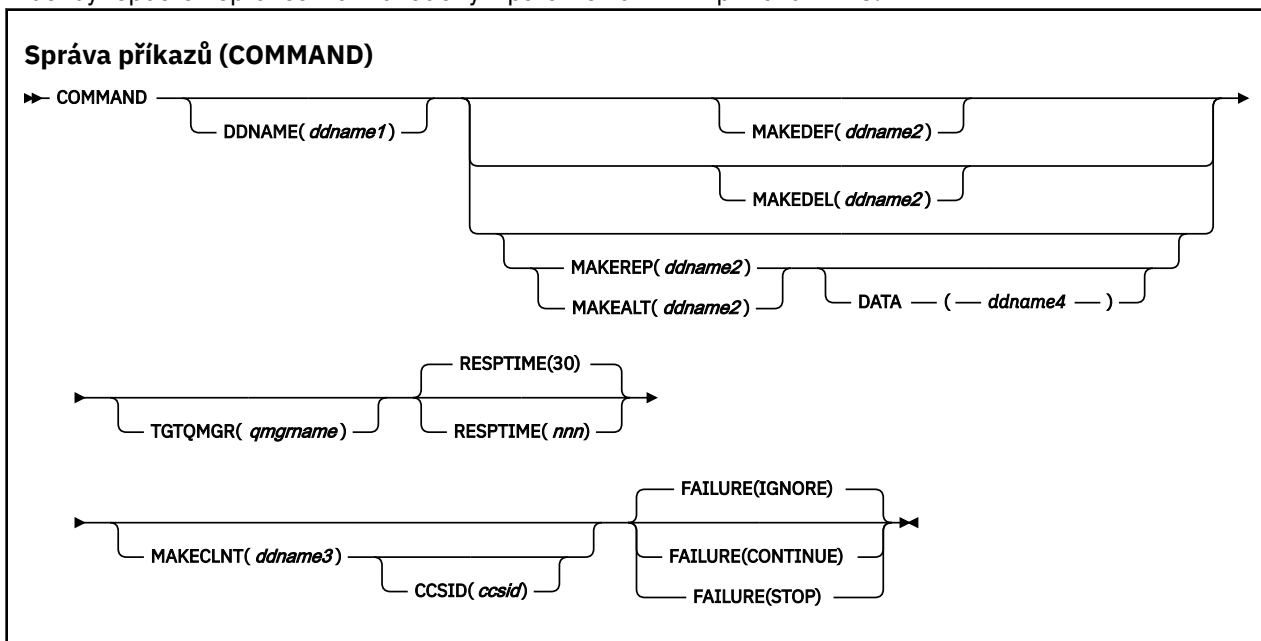 Správa příkazů (COMMAND)
COMMAND
DDNAME( ddname1 )
MAKEDEF( ddname2 )
MAKEDEL( ddname2 )
MAKEREP( ddname2 )
MAKEALT( ddname2 )
DATA ( ddname4 )
RESPTIME(30)
TGTQMGR( qmgrname )
RESPTIME( nnn)
FAILURE(IGNORE)
MAKECLNT( ddname3 )
FAILURE(CONTINUE)
CCSID( ccsid)
FAILURE(STOP)